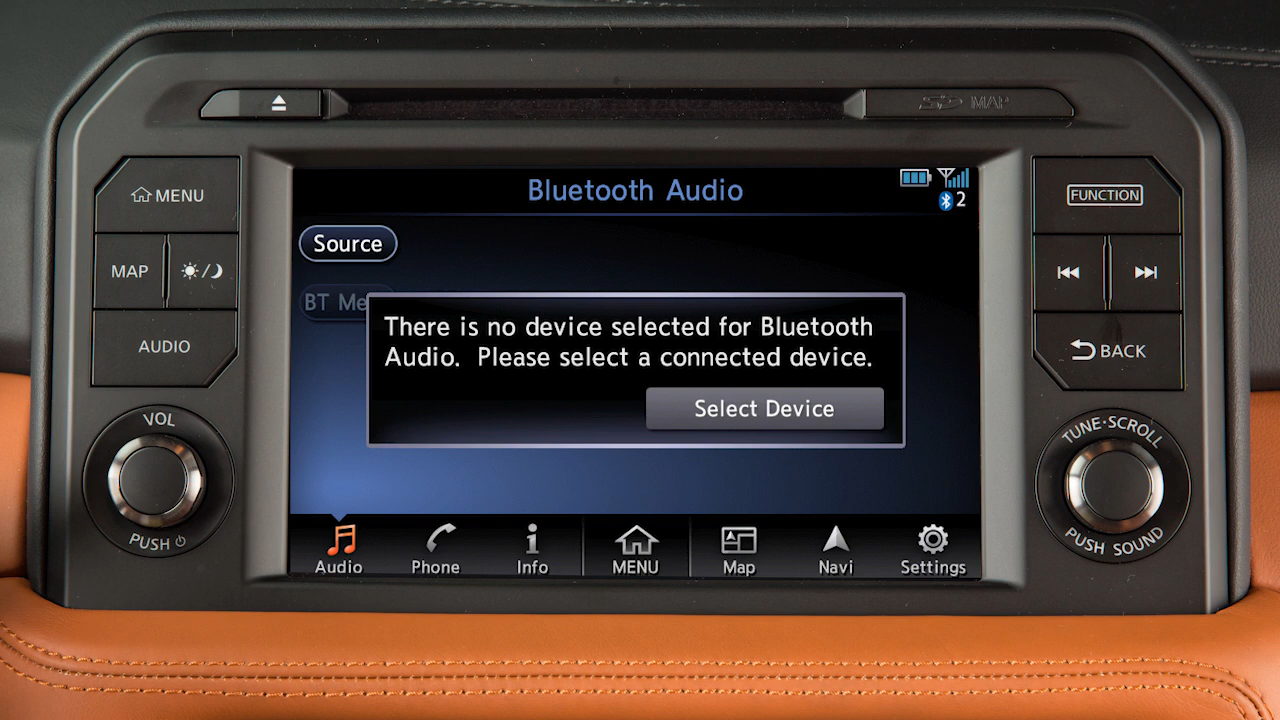 SD MAP
MENU
MAP
AUDIO
VOL
PUSH
Bluetooth Audio
2
Source
BT Me
There is no device selected for Bluetooth
Audio. Please select a connected device.
Select Device
Audio
Phone
Info
MENU
Map
Navi
Settings
FUNCTION
BACK
TUNE·SCROLL
PUSH SOUND